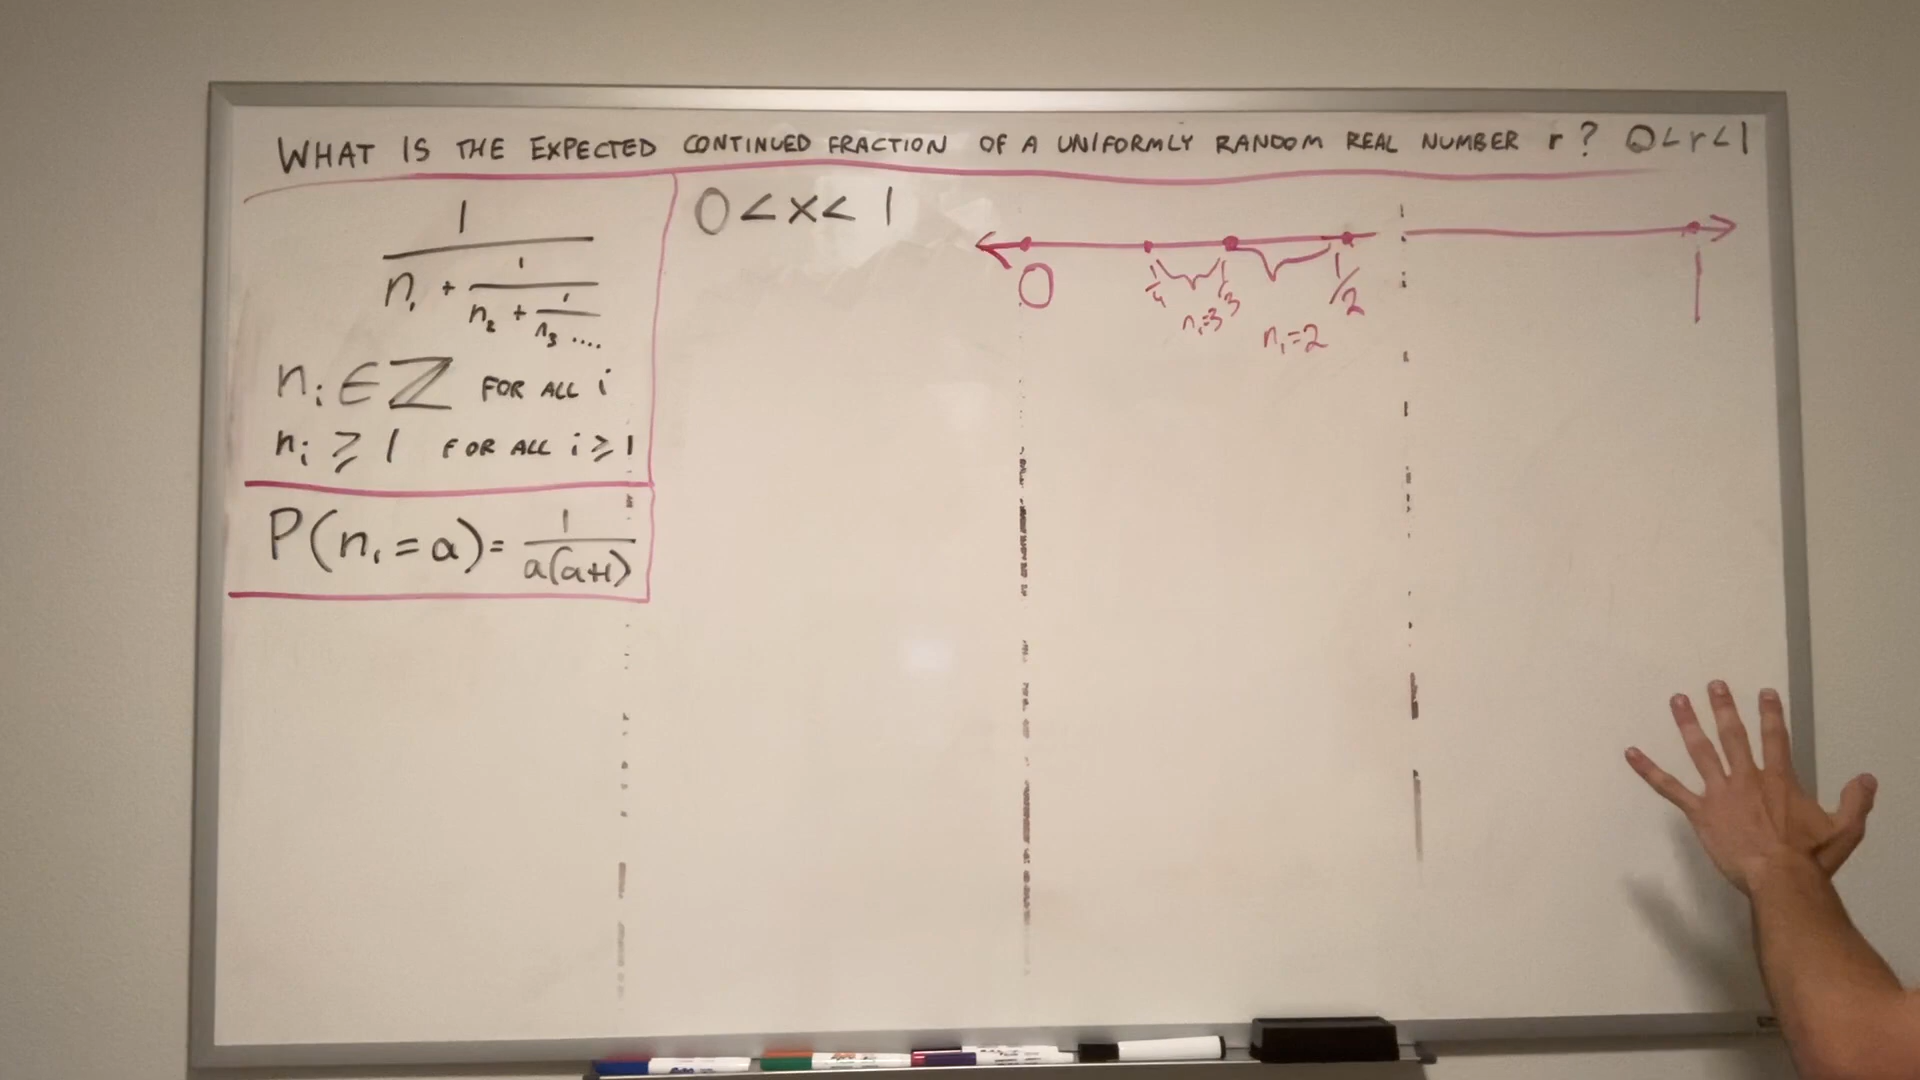 WHAT IS THE EXPECTED CONTINUED FRACTION OF A UNIFORMLY RANDOM REAL NUMBER r? 0<r<1
1
n₁ + 1
n₂ + 1
n₃ ....
nᵢ ∈ ℤ FOR ALL i
nᵢ ≥ 1 FOR ALL i ≥ 1
P(n₁ = a) = 1/a(a+1)
0 < x < 1
0 1/4 1/3 1/2 1
n₁=3 n₁=2